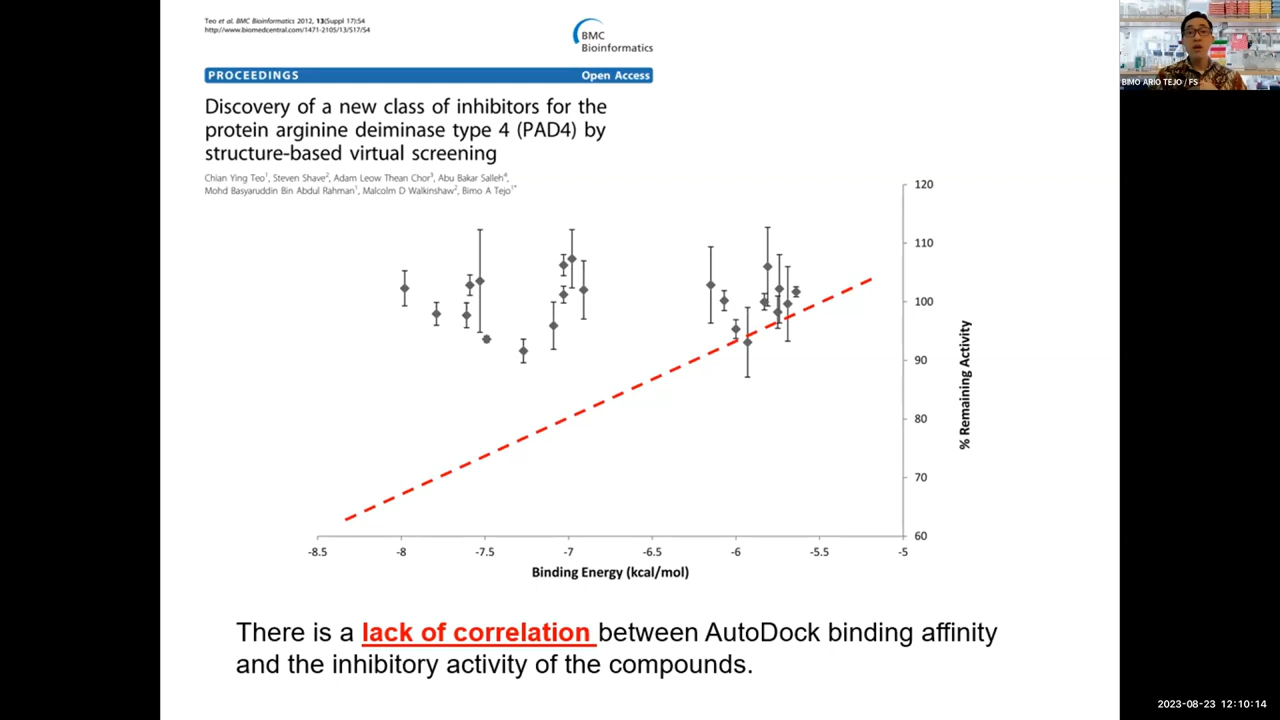 Teo et al. BMC Bioinformatics 2012, 13(Suppl 17):S4
http://www.biomedcentral.com/1471-2105/13/S17/S4
BMC
Bioinformatics
PROCEEDINGS
Open Access
Discovery of a new class of inhibitors for the
protein arginine deiminase type 4 (PAD4) by
structure-based virtual screening
Chian Ying Teo1, Steven Shave2, Adam Leow Thean Chor3, Abu Bakar Salleh4,
Mohd Basyaruddin Bin Abdul Rahman1, Malcolm D Walkinshaw2, Bimo A Tejo1*
120
110
100
90
80
70
60
% Remaining Activity
-8.5 -8 -7.5 -7 -6.5 -6 -5.5 -5
Binding Energy (kcal/mol)
There is a lack of correlation between AutoDock binding affinity
and the inhibitory activity of the compounds.
BIMO ARIO TEJO / FS
2023-08-23 12:10:14